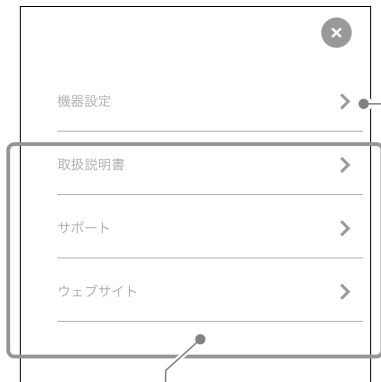 機器設定
取扱説明書
サポート
ウェブサイト